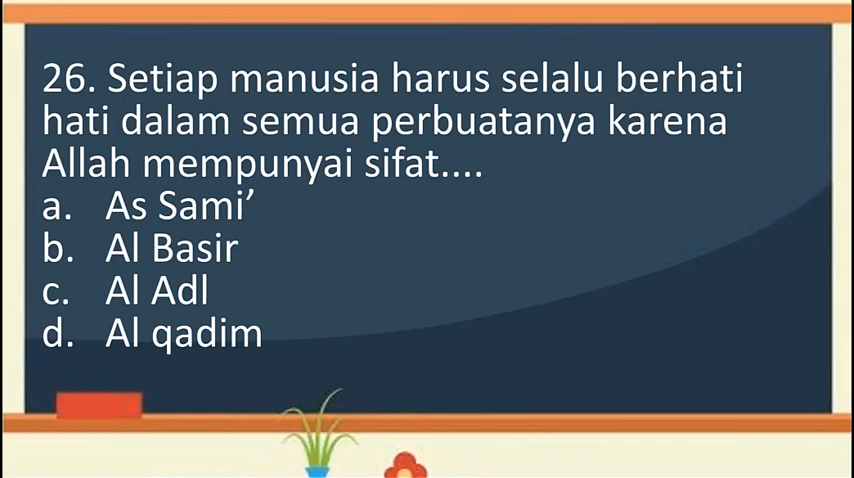 26. Setiap manusia harus selalu berhati
hati dalam semua perbuatanya karena
Allah mempunyai sifat....
a. As Sami’
b. Al Basir
c. Al Adl
d. Al qadim